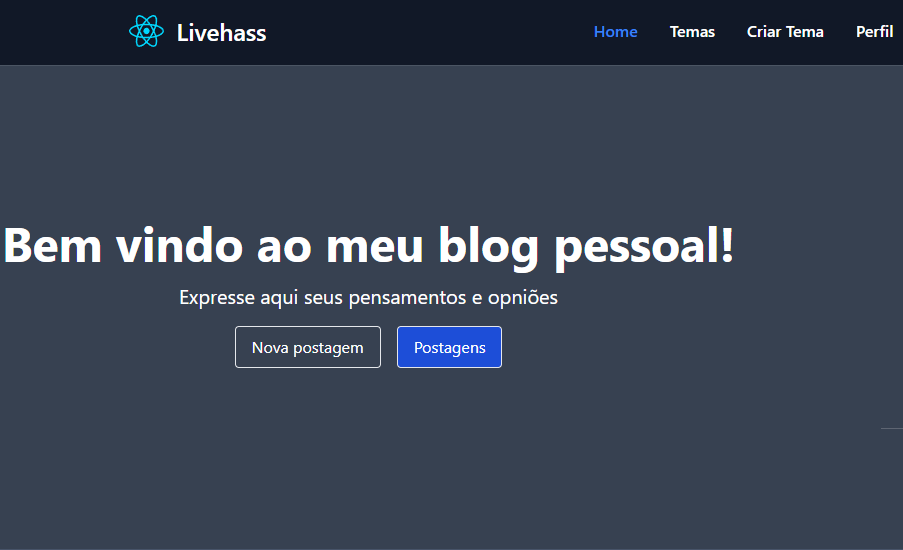 Livehass
Home Temas Criar Tema Perfil
Bem vindo ao meu blog pessoal!
Expresse aqui seus pensamentos e opniões
Nova postagem Postagens